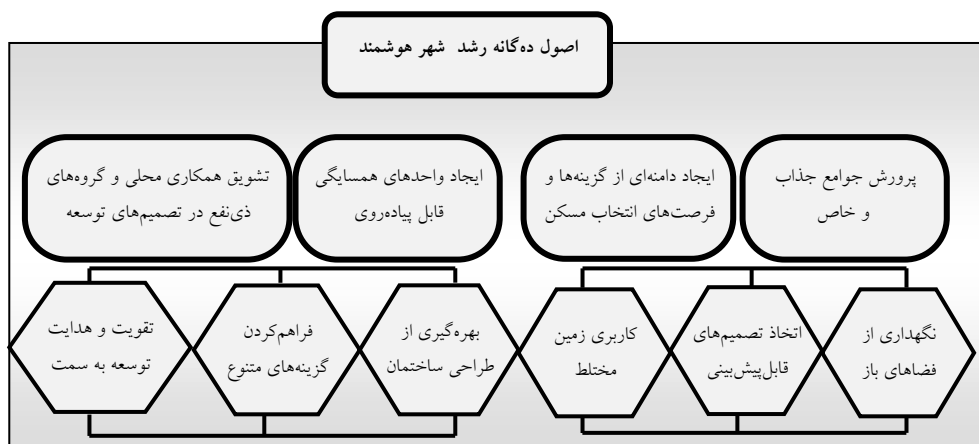 اصول ده‌گانه رشد شهر هوشمند
پرورش جوامع جذاب
و خاص
ایجاد دامنه‌ای از گزینه‌ها و
فرصت‌های انتخاب مسکن
ایجاد واحدهای همسایگی
قابل پیاده‌روی
تشویق همکاری محلی و گروه‌های
ذی‌نفع در تصمیم‌های توسعه
نگهداری از
فضاهای باز
اتخاذ تصمیم‌های
قابل‌پیش‌بینی
کاربری زمین
مختلط
بهره‌گیری از
طراحی ساختمان
فراهم‌کردن
گزینه‌های متنوع
تقویت و هدایت
توسعه به سمت